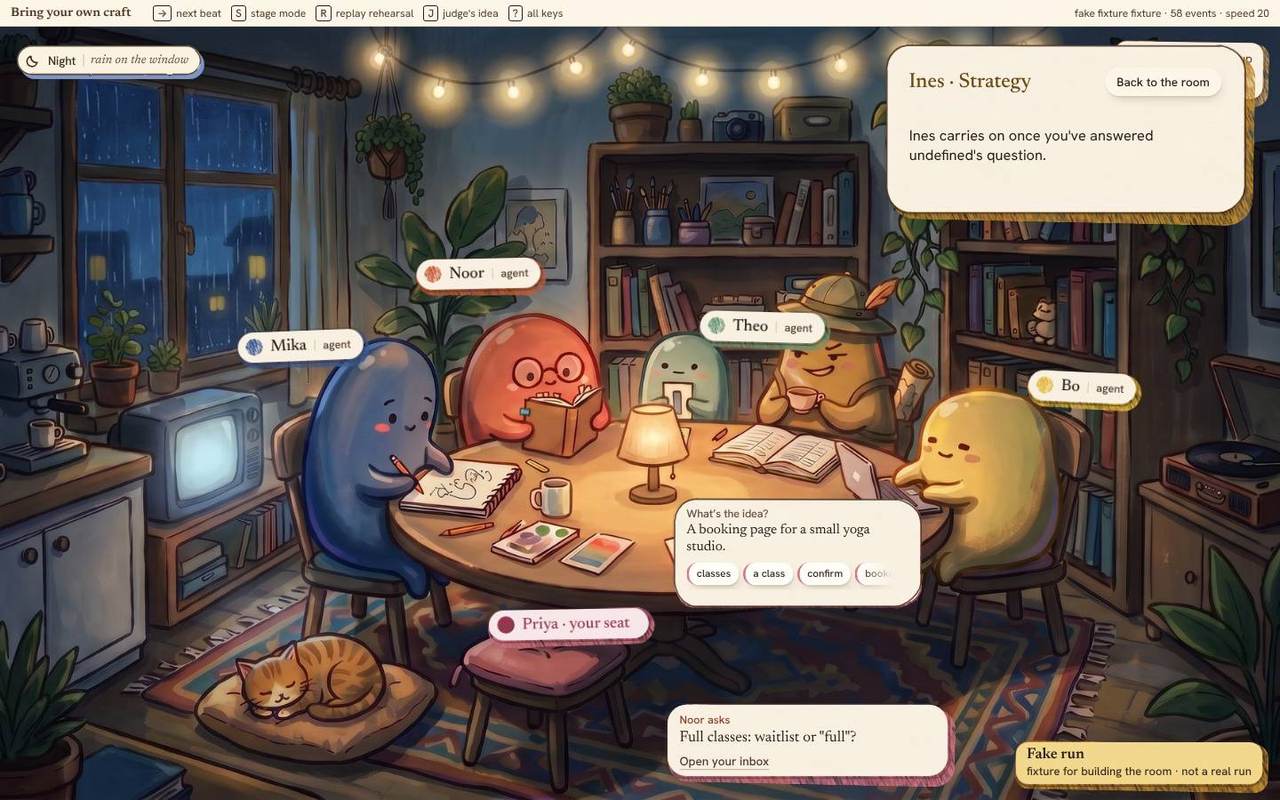 Bring your own craft
→ next beat S stage mode R replay rehearsal J judge's idea ? all keys
fake fixture fixture · 58 events · speed 20
Night rain on the window
Ines · Strategy
Back to the room
Ines carries on once you've answered
undefined's question.
Noor agent
Theo agent
Mika agent
Bo agent
What's the idea?
A booking page for a small yoga
studio.
classes a class confirm
Priya · your seat
Noor asks
Full classes: waitlist or "full"?
Open your inbox
Fake run
fixture for building the room · not a real run